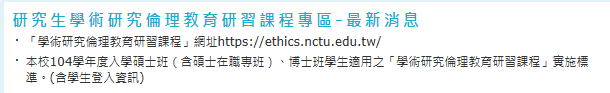 研究生學術研究倫理教育研習課程專區-最新消息
‧「學術研究倫理教育研習課程」網址https://ethics.nctu.edu.tw/
‧本校104學年度入學碩士班（含碩士在職專班）、博士班學生適用之「學術研究倫理教育研習課程」實施標
準。(含學生登入資訊)